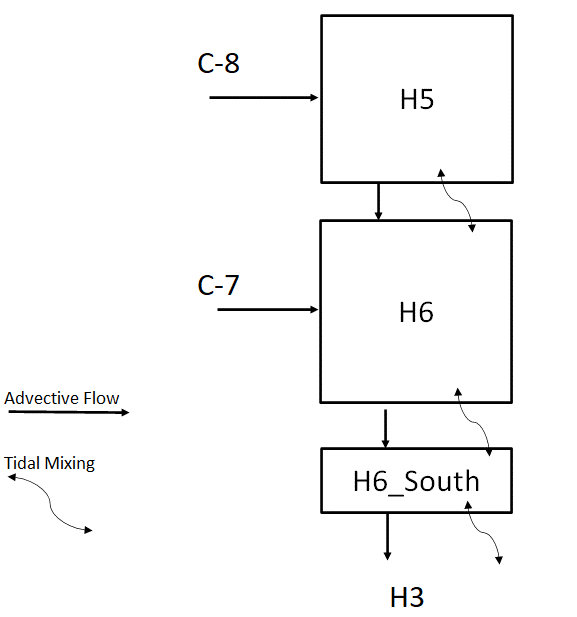 C-8
H5
C-7
H6
Advective Flow
Tidal Mixing
H6_South
H3